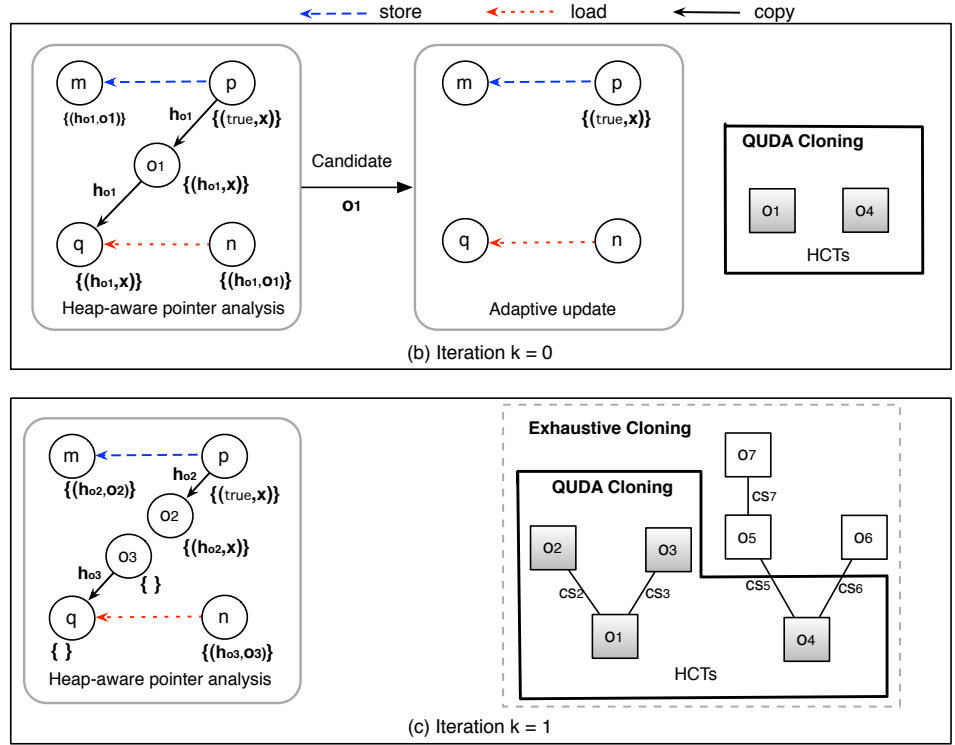 store load copy
m p
{(ho1,o1)} ho1 {(true,x)}
o1
ho1 {(ho1,x)}
q n
{(ho1,x)} {(ho1,o1)}
Heap-aware pointer analysis
Candidate
o1
m p
{(true,x)}
q n
Adaptive update
QUDA Cloning
o1 o4
HCTs
(b) Iteration k = 0
m p
ho2
{(ho2,o2)} {(true,x)}
o2
{(ho2,x)}
o3
ho3 { }
q n
{ } {(ho3,o3)}
Heap-aware pointer analysis
Exhaustive Cloning
o7
QUDA Cloning
CS7
o2 o3 o5 o6
CS2 CS3 CS5 CS6
o1 o4
HCTs
(c) Iteration k = 1